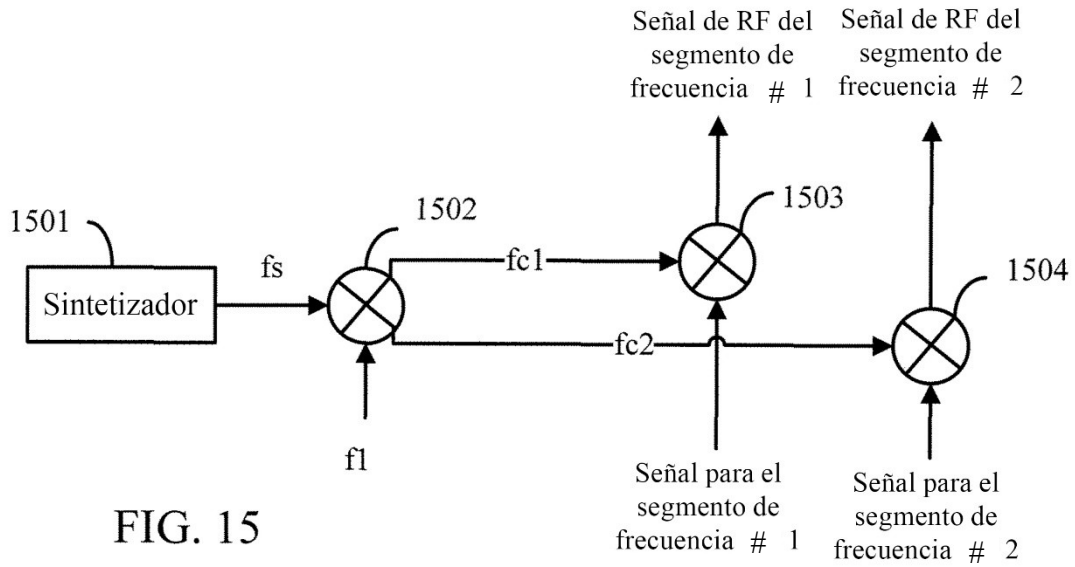 Señal de RF del
segmento de
frecuencia # 1
Señal de RF del
segmento de
frecuencia # 2
1501
1502
1503
1504
Sintetizador
fs
fc1
fc2
f1
Señal para el
segmento de
frecuencia # 1
Señal para el
segmento de
frecuencia # 2
FIG. 15